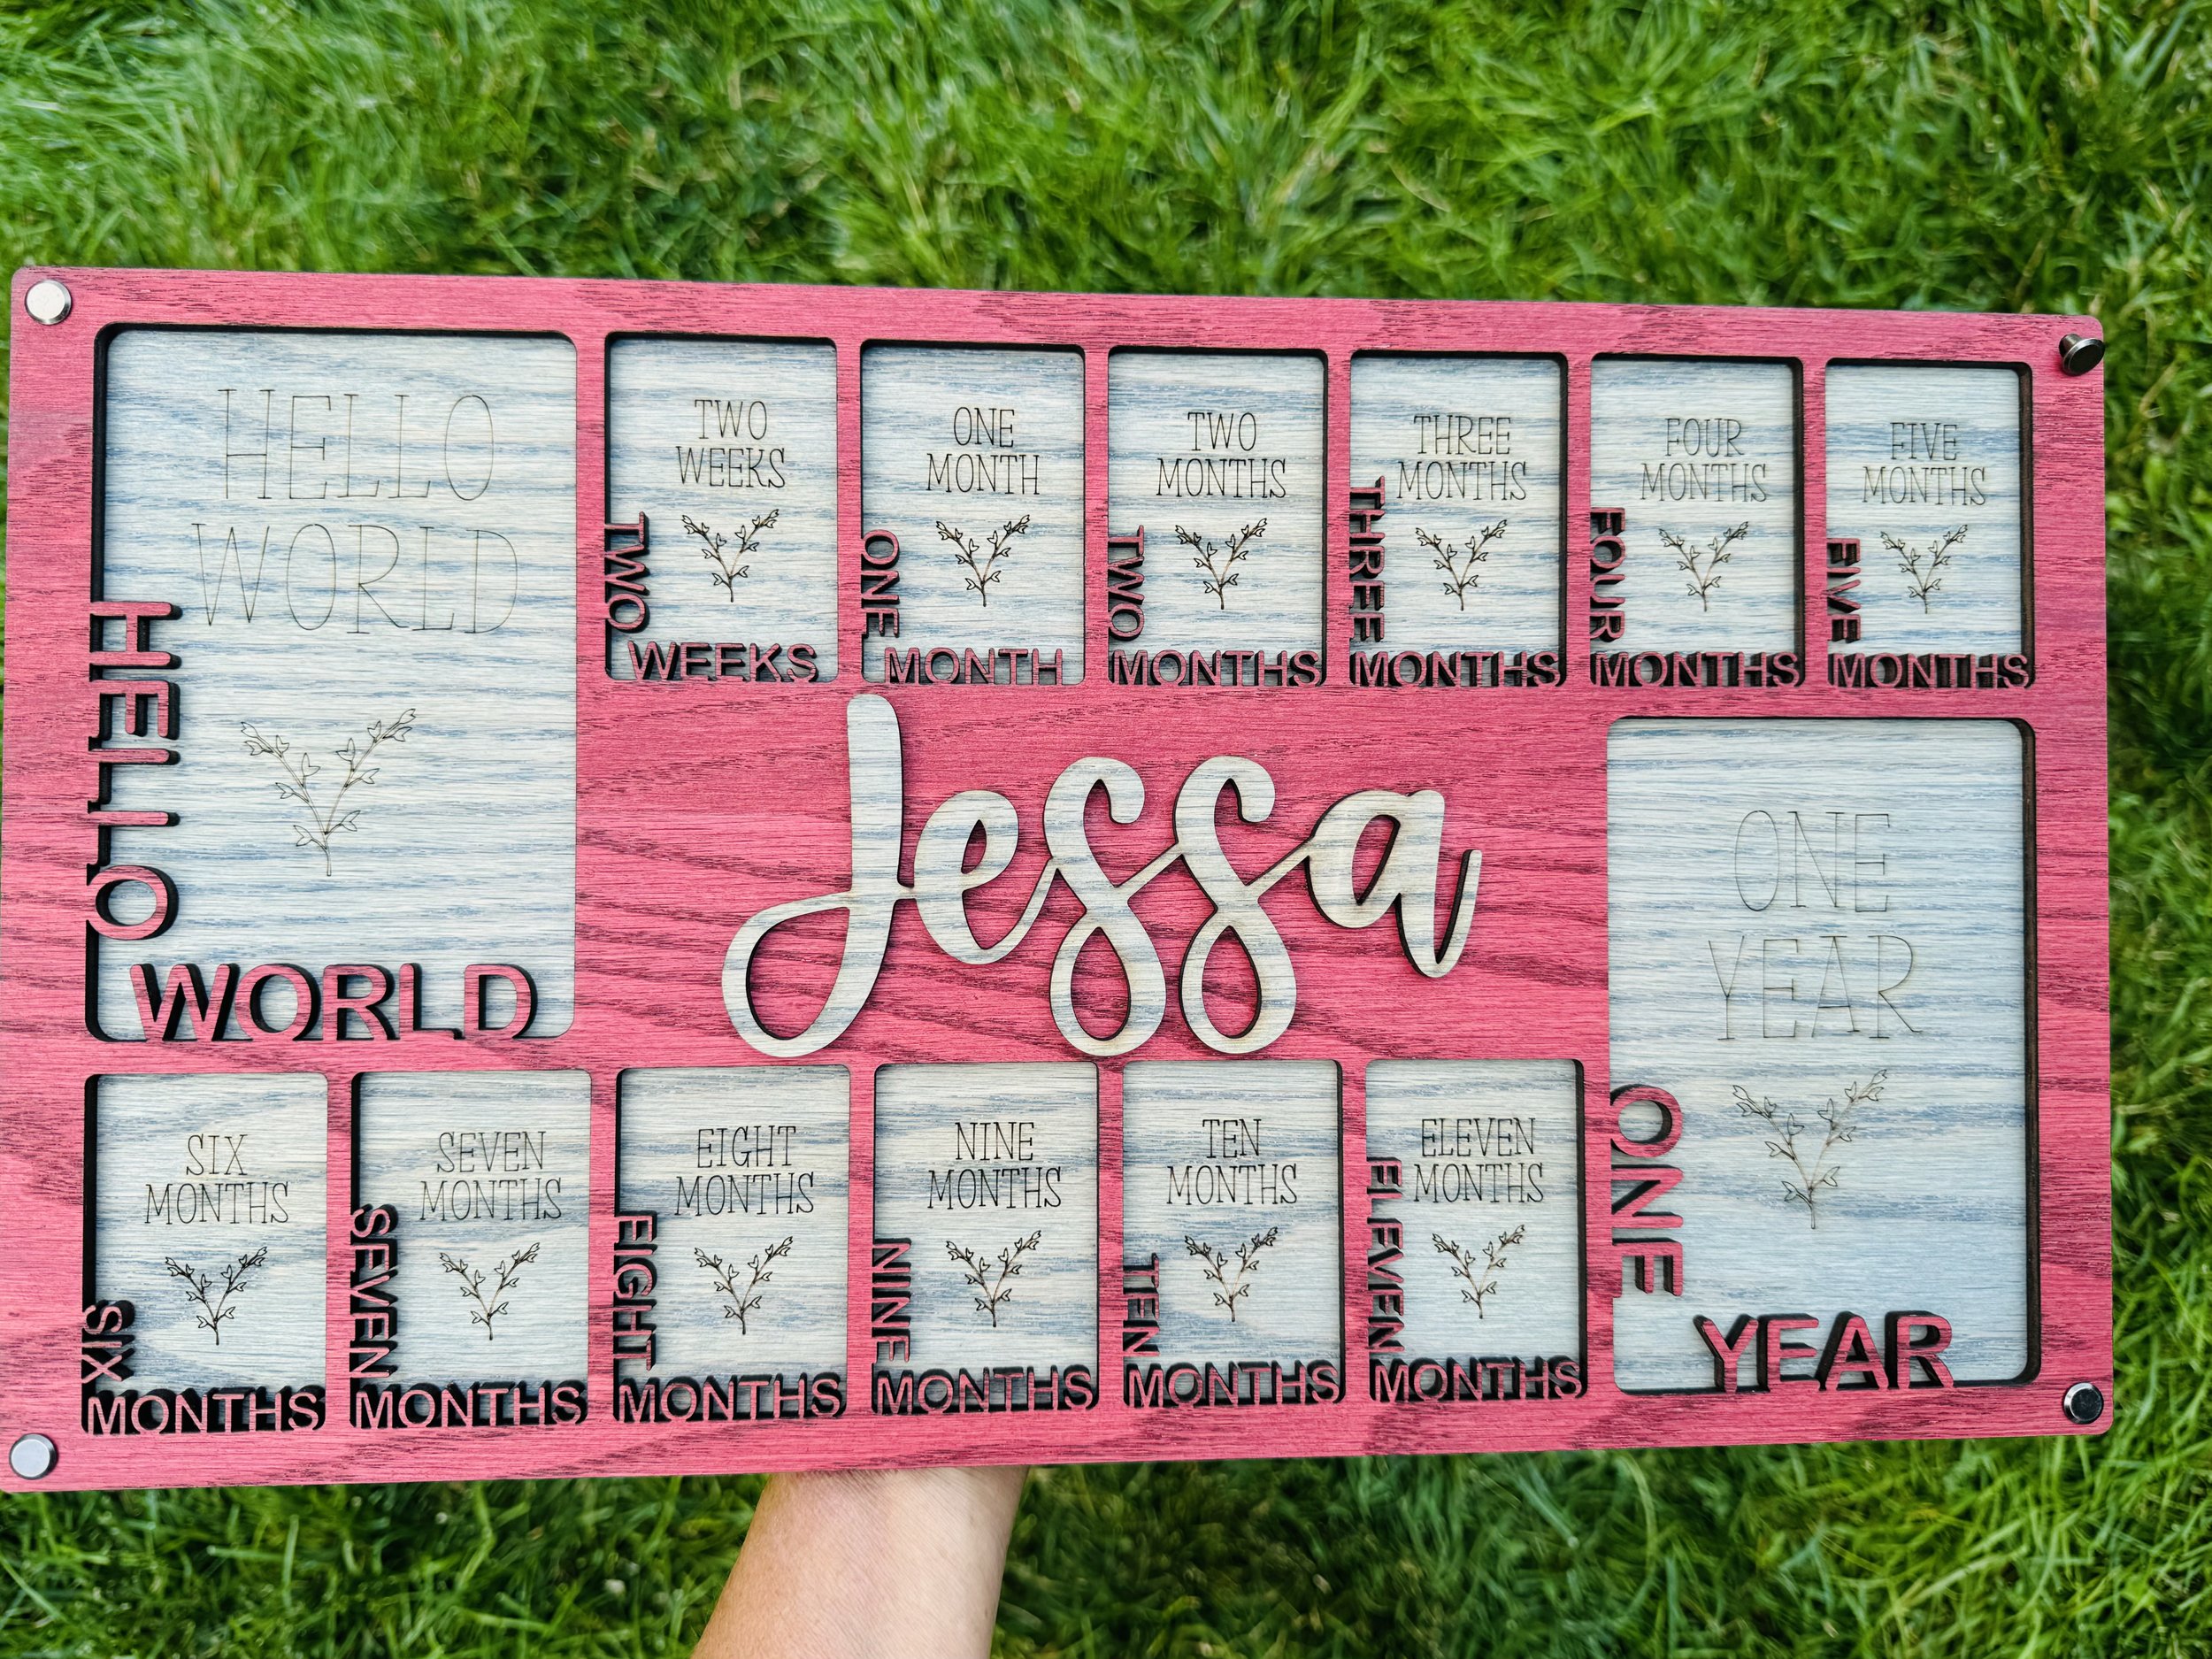 HELLO
WORLD
HELLO
WORLD
TWO
WEEKS
TWO
WEEKS
ONE
MONTH
ONE
MONTH
TWO
MONTHS
TWO
MONTHS
THREE
MONTHS
THREE
MONTHS
FOUR
MONTHS
FOUR
MONTHS
FIVE
MONTHS
FIVE
MONTHS
Jessa
ONE
YEAR
ONE
YEAR
SIX
MONTHS
SIX
MONTHS
SEVEN
MONTHS
SEVEN
MONTHS
EIGHT
MONTHS
EIGHT
MONTHS
NINE
MONTHS
NINE
MONTHS
TEN
MONTHS
TEN
MONTHS
ELEVEN
MONTHS
ELEVEN
MONTHS